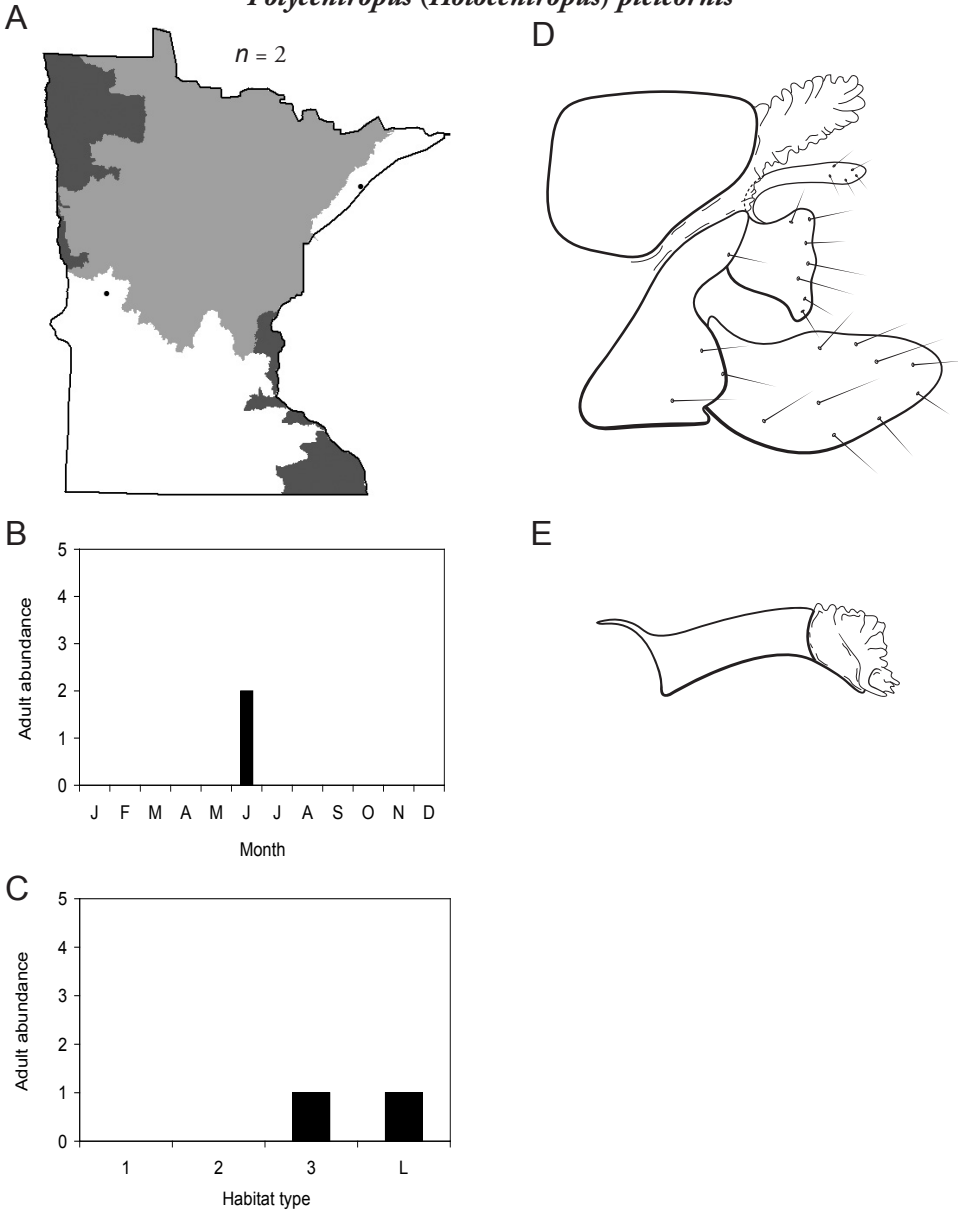 Polycentropus (Holocentropus) picicornis
A
n = 2
D
B
5
4
3
2
1
0
Adult abundance
J F M A M J J A S O N D
Month
E
C
5
4
3
2
1
0
Adult abundance
1 2 3 L
Habitat type